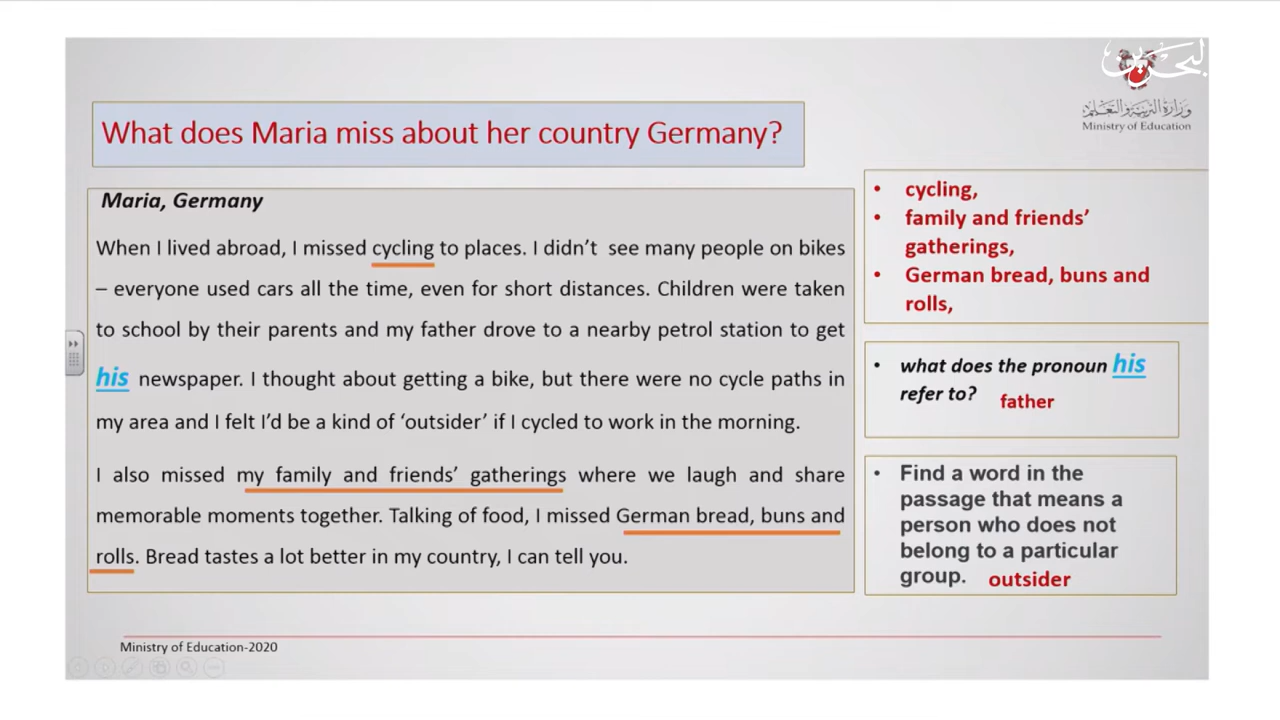 البحرين
وزارة التربية والتعليم
Ministry of Education
What does Maria miss about her country Germany?
Maria, Germany
When I lived abroad, I missed cycling to places. I didn’t see many people on bikes
– everyone used cars all the time, even for short distances. Children were taken
to school by their parents and my father drove to a nearby petrol station to get
his newspaper. I thought about getting a bike, but there were no cycle paths in
my area and I felt I’d be a kind of ‘outsider’ if I cycled to work in the morning.
I also missed my family and friends’ gatherings where we laugh and share
memorable moments together. Talking of food, I missed German bread, buns and
rolls. Bread tastes a lot better in my country, I can tell you.
• cycling,
• family and friends’
gatherings,
• German bread, buns and
rolls,
• what does the pronoun his
refer to? father
• Find a word in the
passage that means a
person who does not
belong to a particular
group. outsider
Ministry of Education-2020